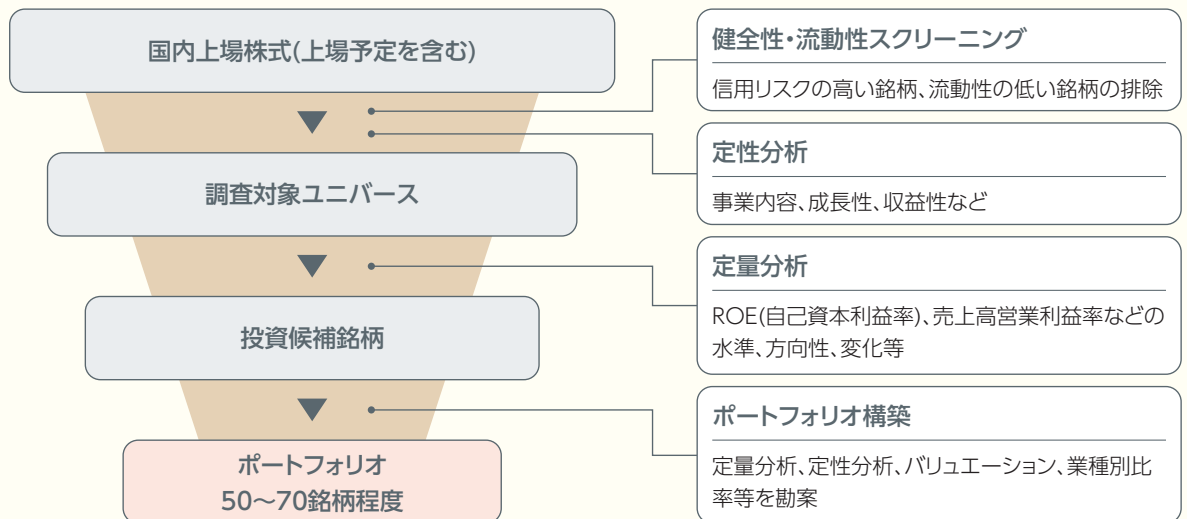 国内上場株式(上場予定を含む)
調査対象ユニバース
投資候補銘柄
ポートフォリオ
50～70銘柄程度
健全性・流動性スクリーニング
信用リスクの高い銘柄、流動性の低い銘柄の排除
定性分析
事業内容、成長性、収益性など
定量分析
ROE(自己資本利益率)、売上高営業利益率などの
水準、方向性、変化等
ポートフォリオ構築
定量分析、定性分析、バリュエーション、業種別比
率等を勘案